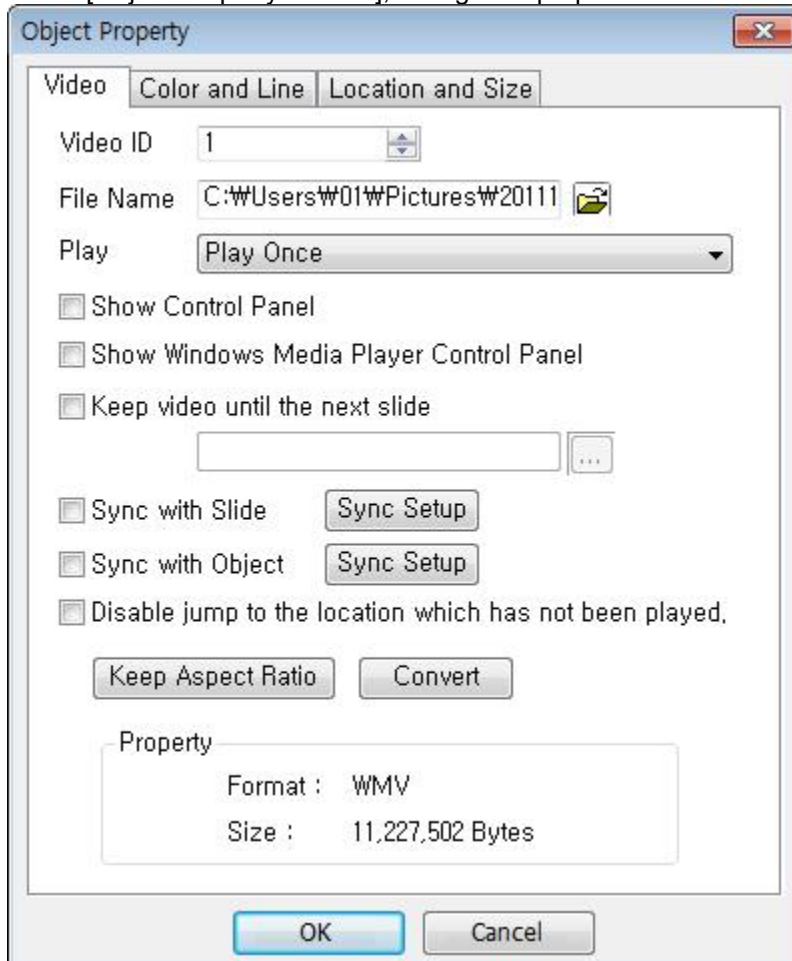 Object Property
Video Color and Line Location and Size
Video ID 1
File Name C:₩Users₩01₩Pictures₩20111
Play Play Once
Show Control Panel
Show Windows Media Player Control Panel
Keep video until the next slide
...
Sync with Slide Sync Setup
Sync with Object Sync Setup
Disable jump to the location which has not been played,
Keep Aspect Ratio Convert
Property
Format : WMV
Size : 11,227,502 Bytes
OK Cancel